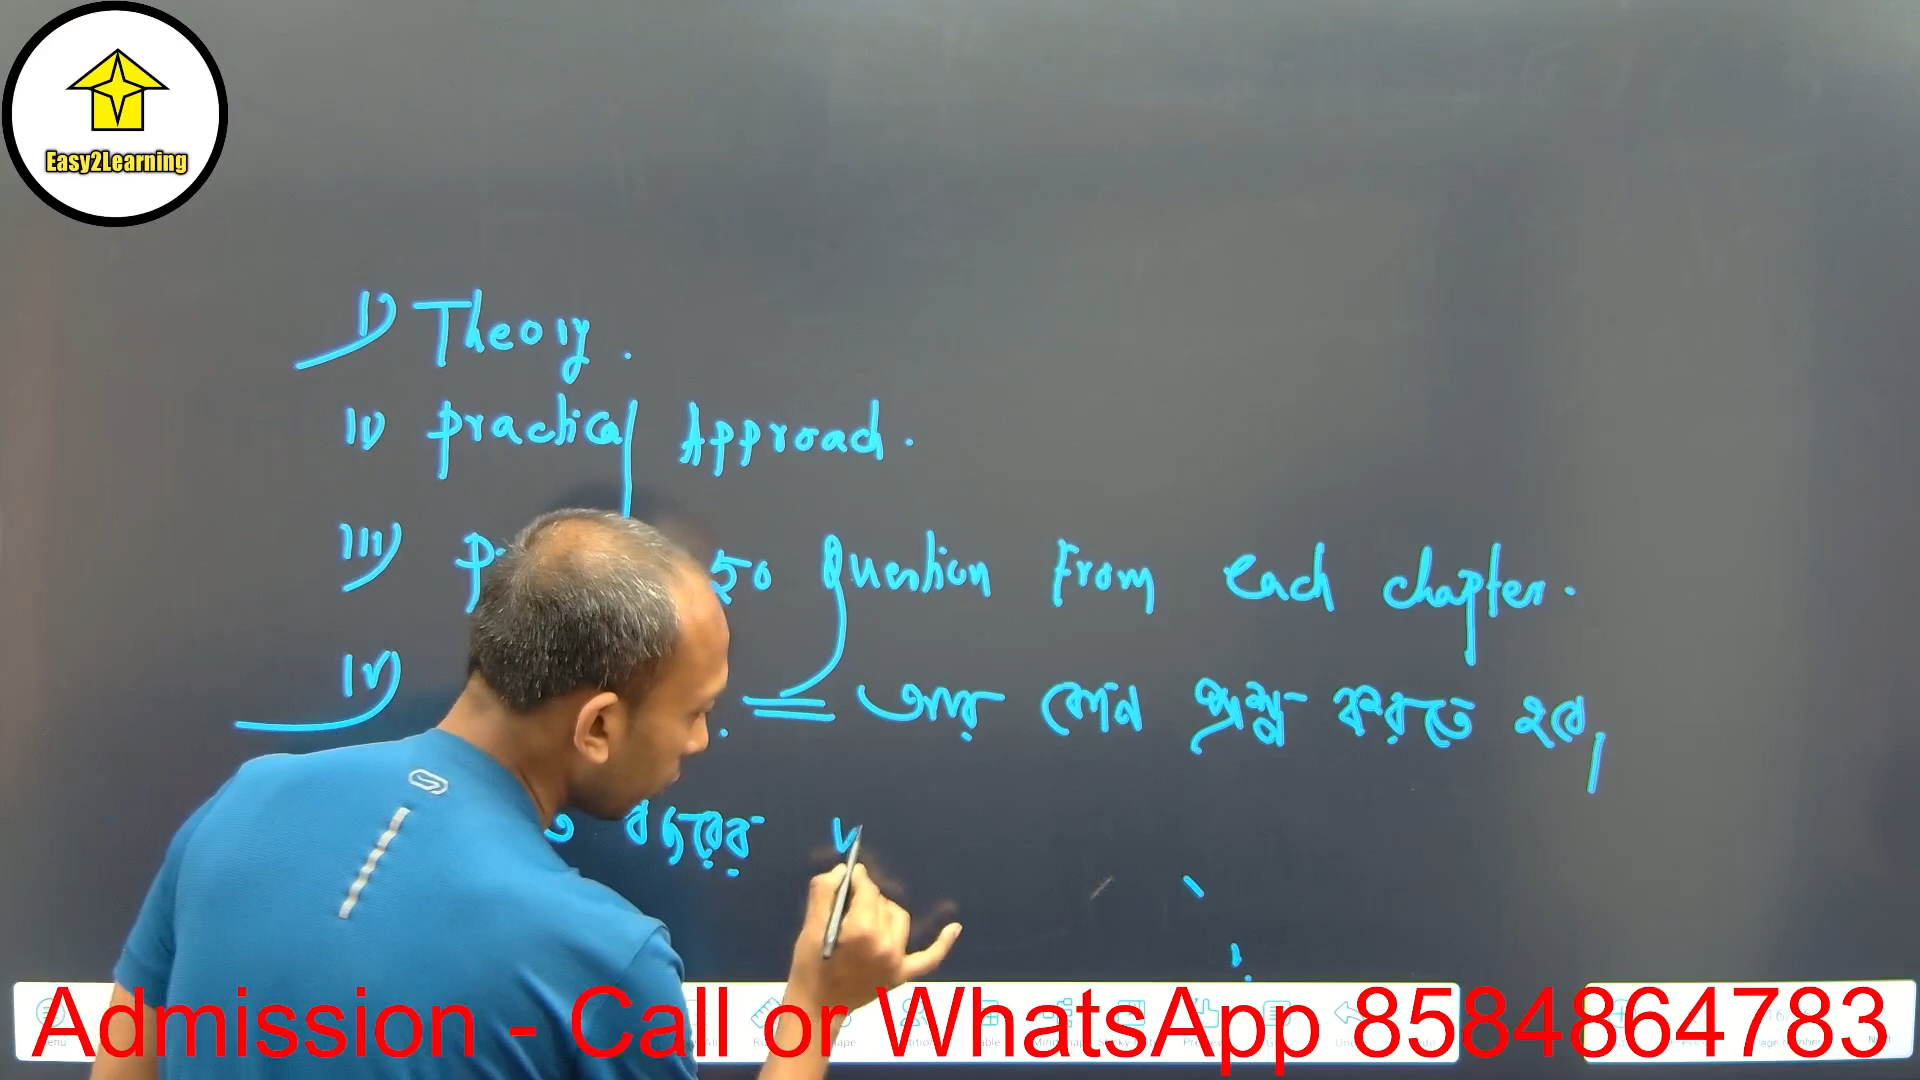 Easy2Learning
i) Theory.
ii) Practical Approach.
iii) 50 Question From each chapter.
iv) = আর কোন প্রশ্ন করতে হবে,
বছরের
Admission - Call or WhatsApp 8584864783